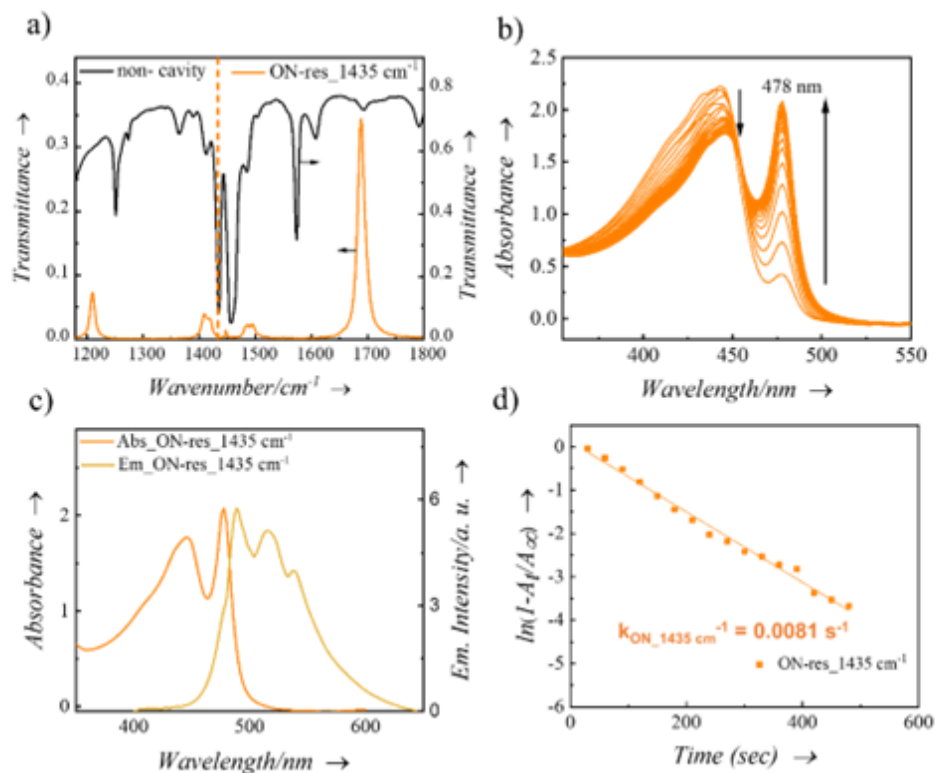 a)
non- cavity
ON-res_1435 cm-1
0.4
0.3
0.2
0.1
0.0
0.8
0.6
0.4
0.2
0.0
Transmittance →
Transmittance →
1200 1300 1400 1500 1600 1700 1800
Wavenumber/cm-1 →
b)
478 nm
2.5
2.0
1.5
1.0
0.5
0.0
Absorbance →
400 450 500 550
Wavelength/nm →
c)
Abs_ON-res_1435 cm-1
Em_ON-res_1435 cm-1
2
1
0
8
6
3
0
Absorbance →
Em. Intensity/a. u. →
400 500 600
Wavelength/nm →
d)
0
-1
-2
-3
-4
-5
-6
ln(1-At/A∞) →
kON_1435 cm-1 = 0.0081 s-1
ON-res_1435 cm-1
0 200 400 600
Time (sec) →